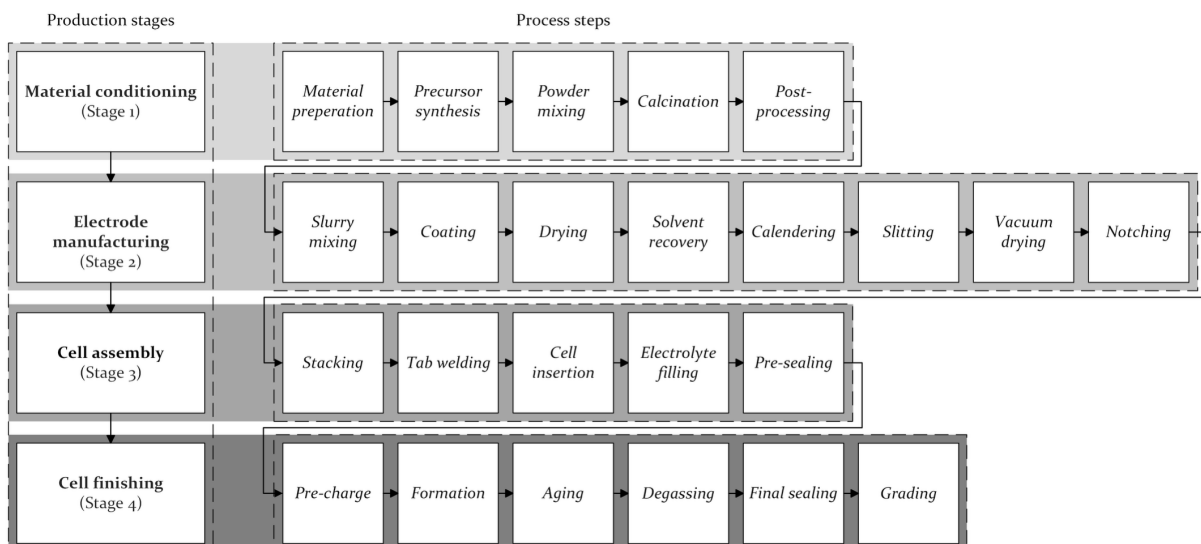 Production stages
Process steps
Material conditioning
(Stage 1)
Material
preperation
Precursor
synthesis
Powder
mixing
Calcination
Post-
processing
Electrode
manufacturing
(Stage 2)
Slurry
mixing
Coating
Drying
Solvent
recovery
Calendering
Slitting
Vacuum
drying
Notching
Cell assembly
(Stage 3)
Stacking
Tab welding
Cell
insertion
Electrolyte
filling
Pre-sealing
Cell finishing
(Stage 4)
Pre-charge
Formation
Aging
Degassing
Final sealing
Grading